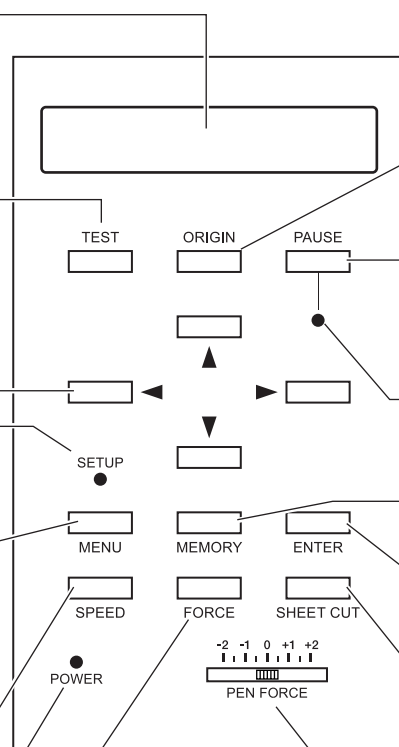 TEST ORIGIN PAUSE
SETUP
MENU MEMORY ENTER
SPEED FORCE SHEET CUT
-2 -1 0 +1 +2
POWER
PEN FORCE